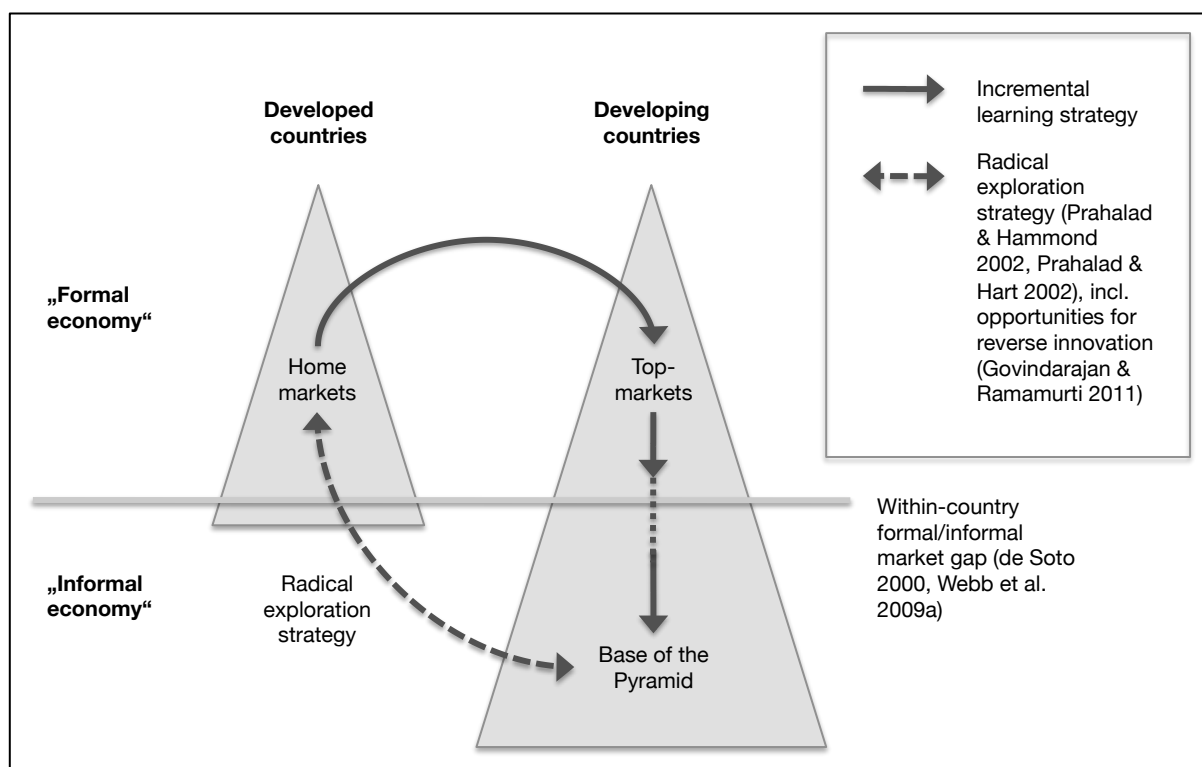 Developed
countries
Developing
countries
Incremental
learning strategy
Radical
exploration
strategy (Prahalad
& Hammond
2002, Prahalad &
Hart 2002), incl.
opportunities for
reverse innovation
(Govindarajan &
Ramamurti 2011)
„Formal
economy“
Home
markets
Top-
markets
Within-country
formal/informal
market gap (de Soto
2000, Webb et al.
2009a)
„Informal
economy“
Radical
exploration
strategy
Base of the
Pyramid